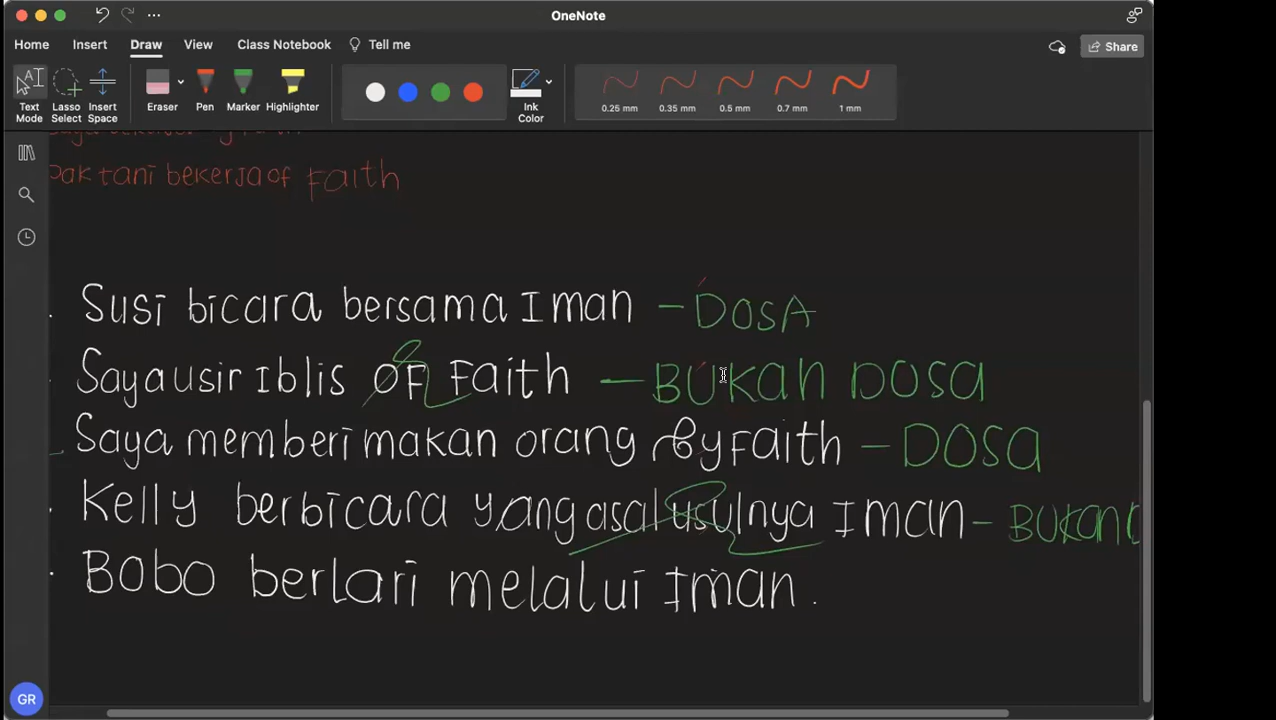 OneNote
Home Insert Draw View Class Notebook Tell me
Share
Text Mode
Lasso Select
Insert Space
Eraser
Pen
Marker
Highlighter
Ink Color
0.25 mm
0.35 mm
0.5 mm
0.7 mm
1 mm
Pak tani bekerja of Faith
Susi bicara bersama Iman - DOSA
Saya usir Iblis OF Faith - BUKAN DOSA
Saya memberi makan orang By Faith - DOSA
Kelly berbicara yang asal usulnya Iman - BUKAN
Bobo berlari melalui Iman.
GR